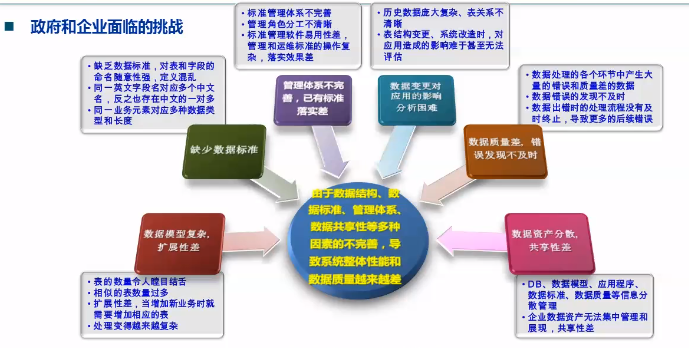 政府和企业面临的挑战
• 标准管理体系不完善
• 管理角色分工不清晰
• 标准管理软件易用性差,
管理和运维标准的操作复
杂,落实效果差
• 历史数据庞大复杂、表关系不
清晰
• 表结构变更、系统改造时,对
应用造成的影响难于甚至无法
评估
• 缺乏数据标准,对表和字段的
命名随意性强,定义混乱
• 同一英文字段名对应多个中文
名,反之也存在中文的一对多
• 同一业务元素对应多种数据类
型和长度
• 数据处理的各个环节中产生大
量的错误和质量差的数据
• 数据错误的发现不及时
• 数据出错时的处理流程没有及
时终止,导致更多的后续错误
管理体系不完
善,已有标准
落实差
数据变更对
应用的影响
分析困难
缺少数据标准
数据质量差,错
误发现不及时
数据模型复杂,
扩展性差
数据资产分散,
共享性差
由于数据结构、数
据标准、管理体系、
数据共享性等多种
因素的不完善,导
致系统整体性能和
数据质量越来越差
• 表的数量令人瞠目结舌
• 相似的表数量过多
• 扩展性差,当增加新业务时就
需要增加相应的表
• 处理变得越来越复杂
• DB、数据模型、应用程序、
数据标准、数据质量等信息分
散管理
• 企业数据资产无法集中管理和
展现,共享性差